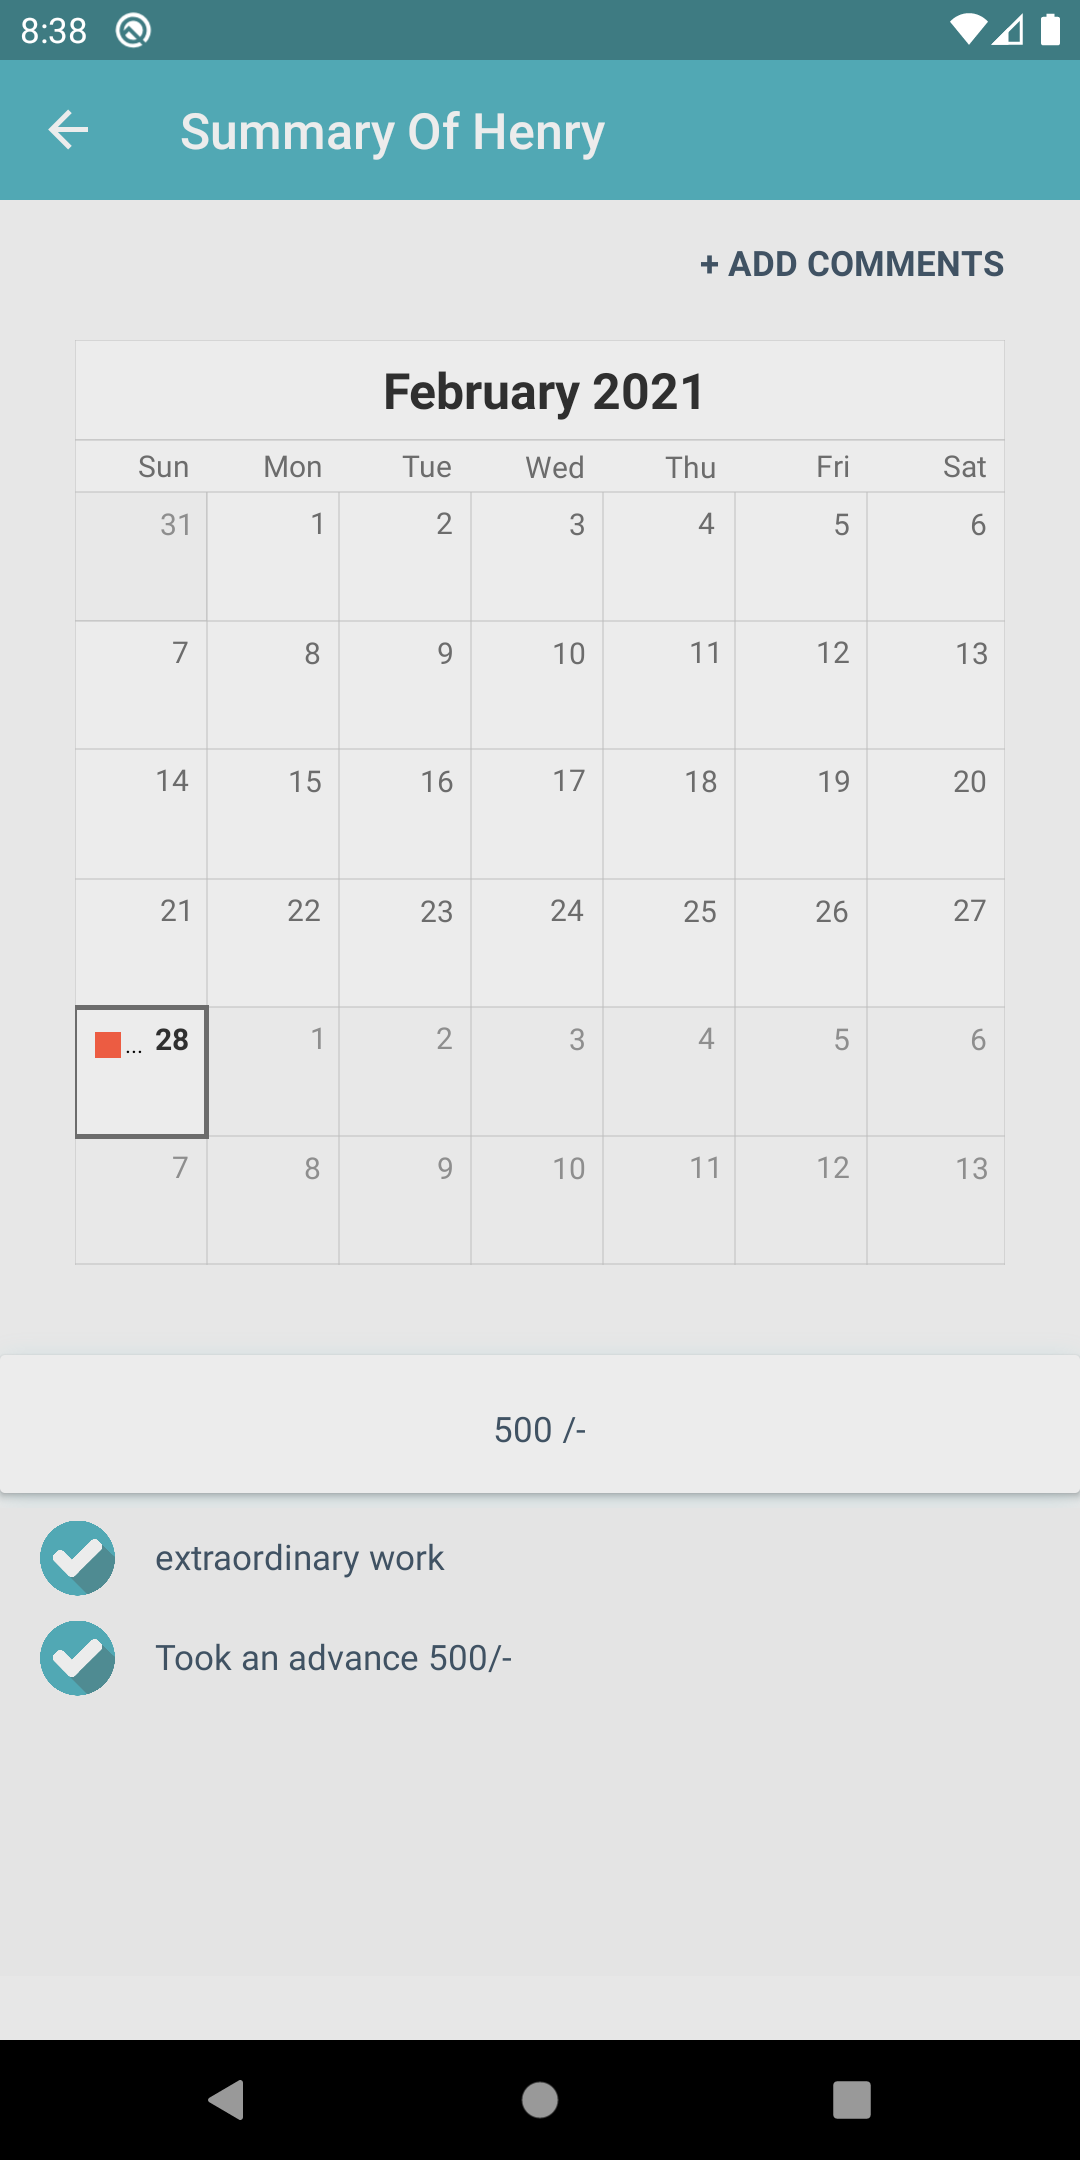 8:38
Summary Of Henry
+ ADD COMMENTS
February 2021
Sun Mon Tue Wed Thu Fri Sat
31 1 2 3 4 5 6
7 8 9 10 11 12 13
14 15 16 17 18 19 20
21 22 23 24 25 26 27
... 28 1 2 3 4 5 6
7 8 9 10 11 12 13
500 /-
extraordinary work
Took an advance 500/-